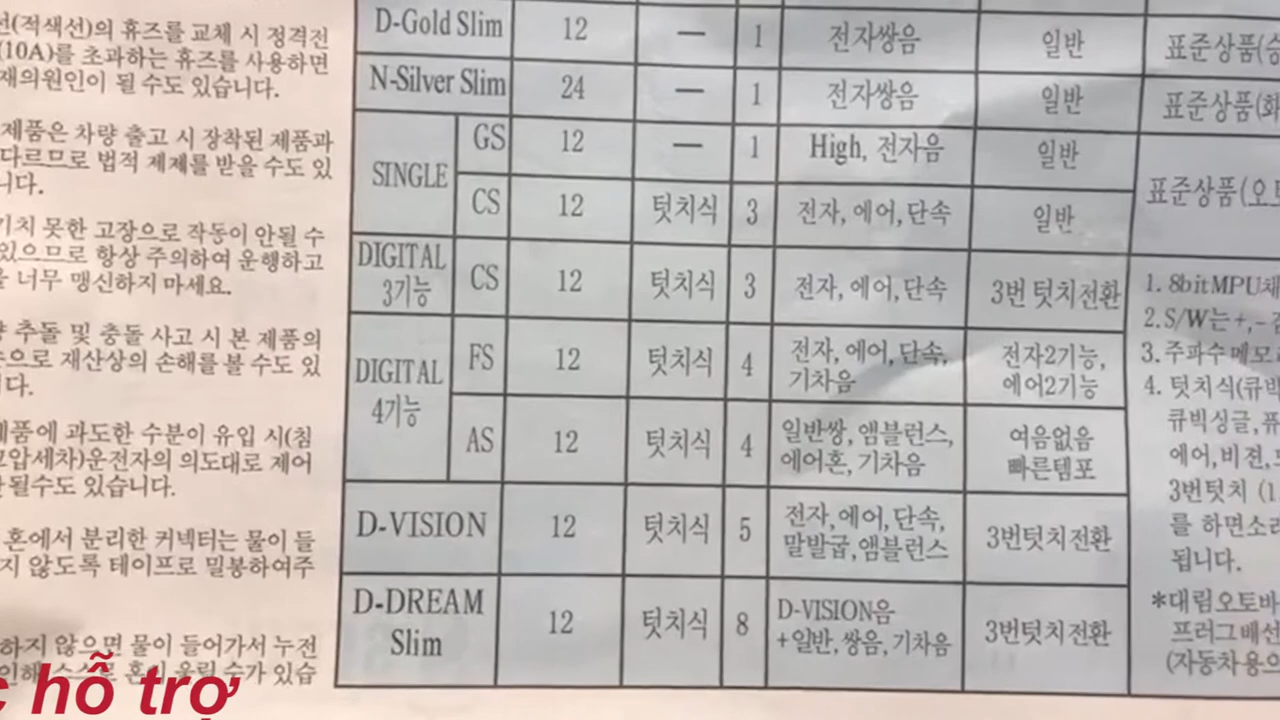 선(적색선)의 휴즈를 교체 시 정격전
(10A)를 초과하는 휴즈를 사용하면
재의원인이 될 수도 있습니다.
제품은 차량 출고 시 장착된 제품과
다르므로 법적 제재를 받을 수도 있
니다.
기치 못한 고장으로 작동이 안될 수
있으므로 항상 주의하여 운행하고
을 너무 맹신하지 마세요.
량 추돌 및 충돌 사고 시 본 제품의
손으로 재산상의 손해를 볼 수도 있
니다.
제품에 과도한 수분이 유입 시(침
고압세차)운전자의 의도대로 제어
안될수도 있습니다.
혼에서 분리한 커넥터는 물이 들
지 않도록 테이프로 밀봉하여주
하지 않으면 물이 들어가서 누전
수가 있습
D-Gold Slim 12 — 1 전자쌍음 일반 표준상품(승
N-Silver Slim 24 — 1 전자쌍음 일반 표준상품(화
SINGLE GS 12 — 1 High, 전자음 일반
표준상품(오토
CS 12 텃치식 3 전자, 에어, 단속 일반
DIGITAL 3기능 CS 12 텃치식 3 전자, 에어, 단속 3번 텃치전환
DIGITAL 4기능 FS 12 텃치식 4 전자, 에어, 단속, 기차음 전자2기능, 에어2기능
AS 12 텃치식 4 일반쌍, 앰블런스, 에어혼, 기차음 여음없음 빠른템포
D-VISION 12 텃치식 5 전자, 에어, 단속, 말발굽, 앰블런스 3번텃치전환
D-DREAM Slim 12 텃치식 8 D-VISION음 +일반, 쌍음, 기차음 3번텃치전환
1. 8bit MPU채
2. S/W는 +, -
3. 주파수 메모
4. 텃치식(큐빅
큐빅싱글, 퓨
에어, 비젼,
3번텃치 (1
를 하면소리
됩니다.
*대림오토바
프러그배선
(자동차용으
hỗ trợ